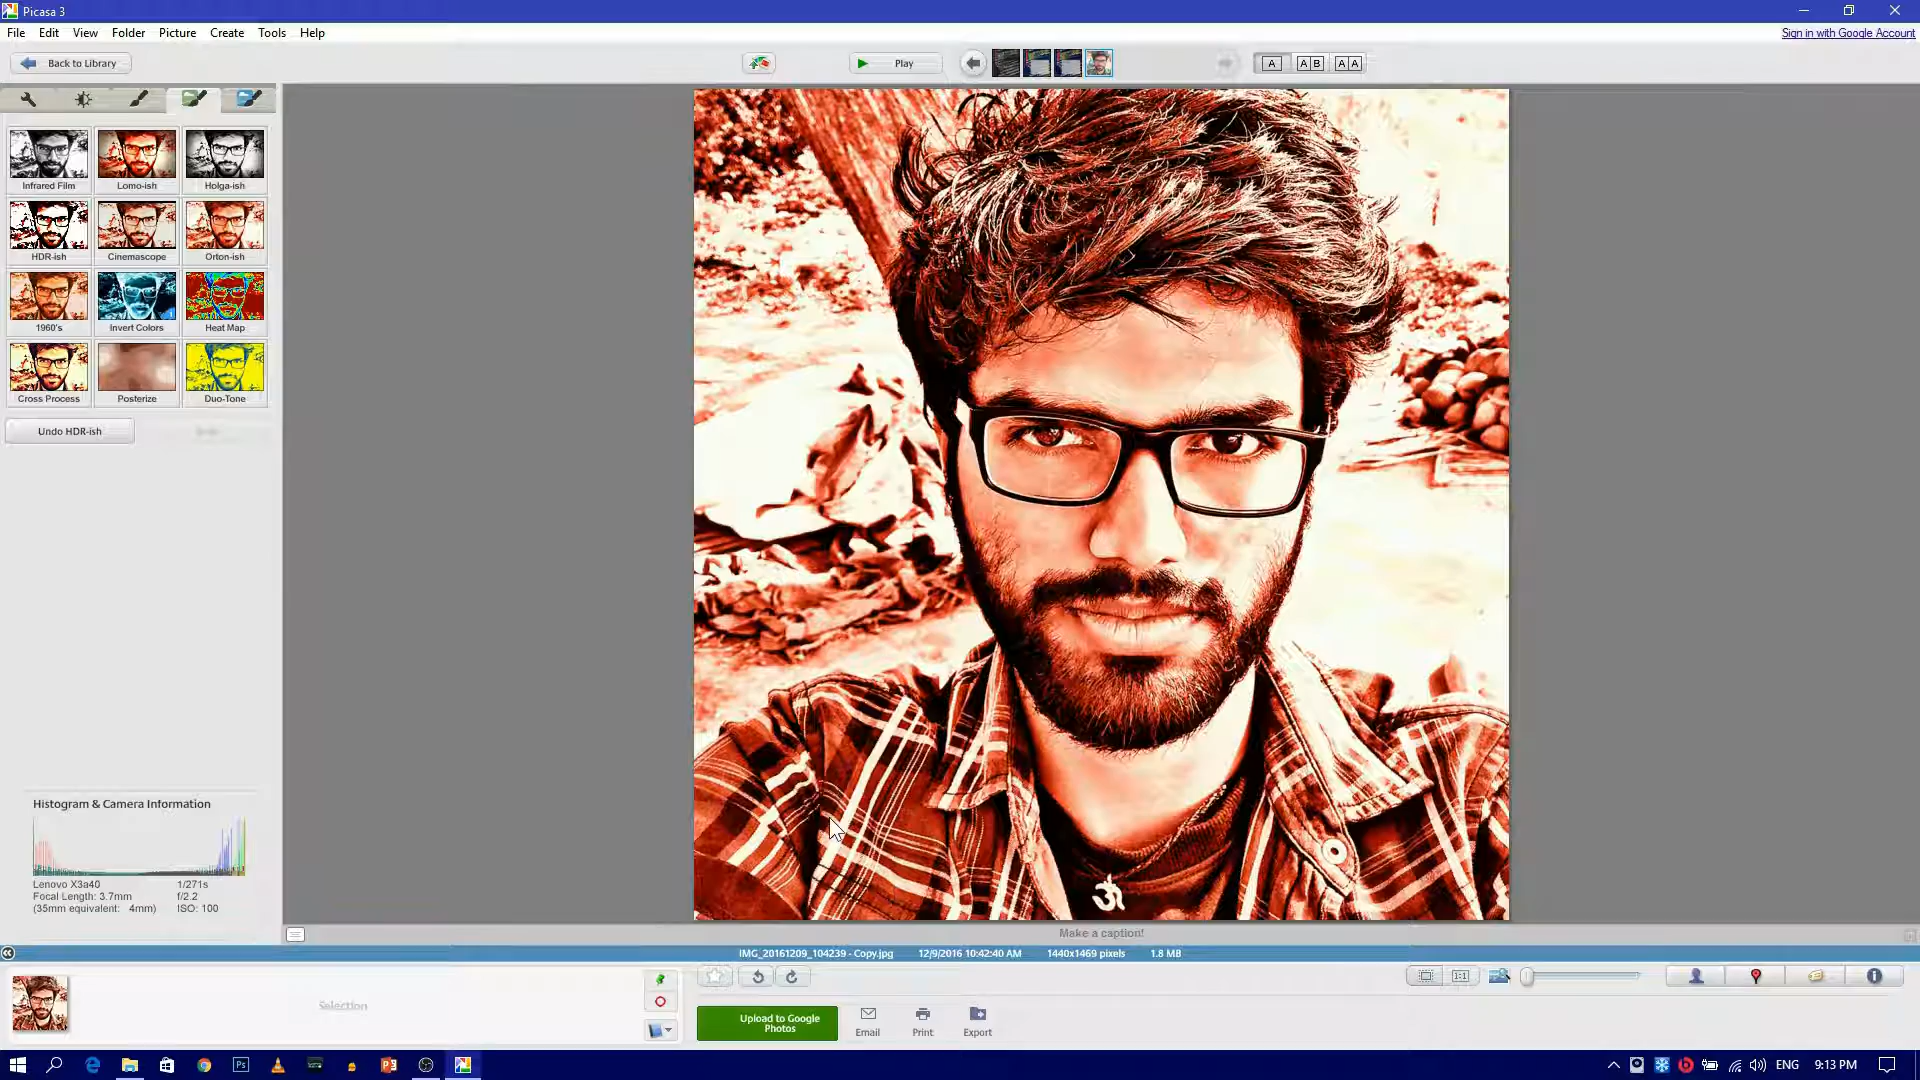 Picasa 3
File Edit View Folder Picture Create Tools Help
Sign in with Google Account
Back to Library
Play
A
A B
A A
Infrared Film Lomo-ish Holga-ish
HDR-ish Cinemascope Orton-ish
1960's Invert Colors Heat Map
1
Cross Process Posterize Duo-Tone
Undo HDR-ish
Histogram & Camera Information
Lenovo X3a40 1/271s
Focal Length: 3.7mm f/2.2
(35mm equivalent: 4mm) ISO: 100
ॐ
Make a caption!
IMG_20161209_104239 - Copy.jpg 12/9/2016 10:42:40 AM 1440x1469 pixels 1.8 MB
1:1
Selection
Upload to Google
Photos
Email Print Export
Ps
ENG 9:13 PM